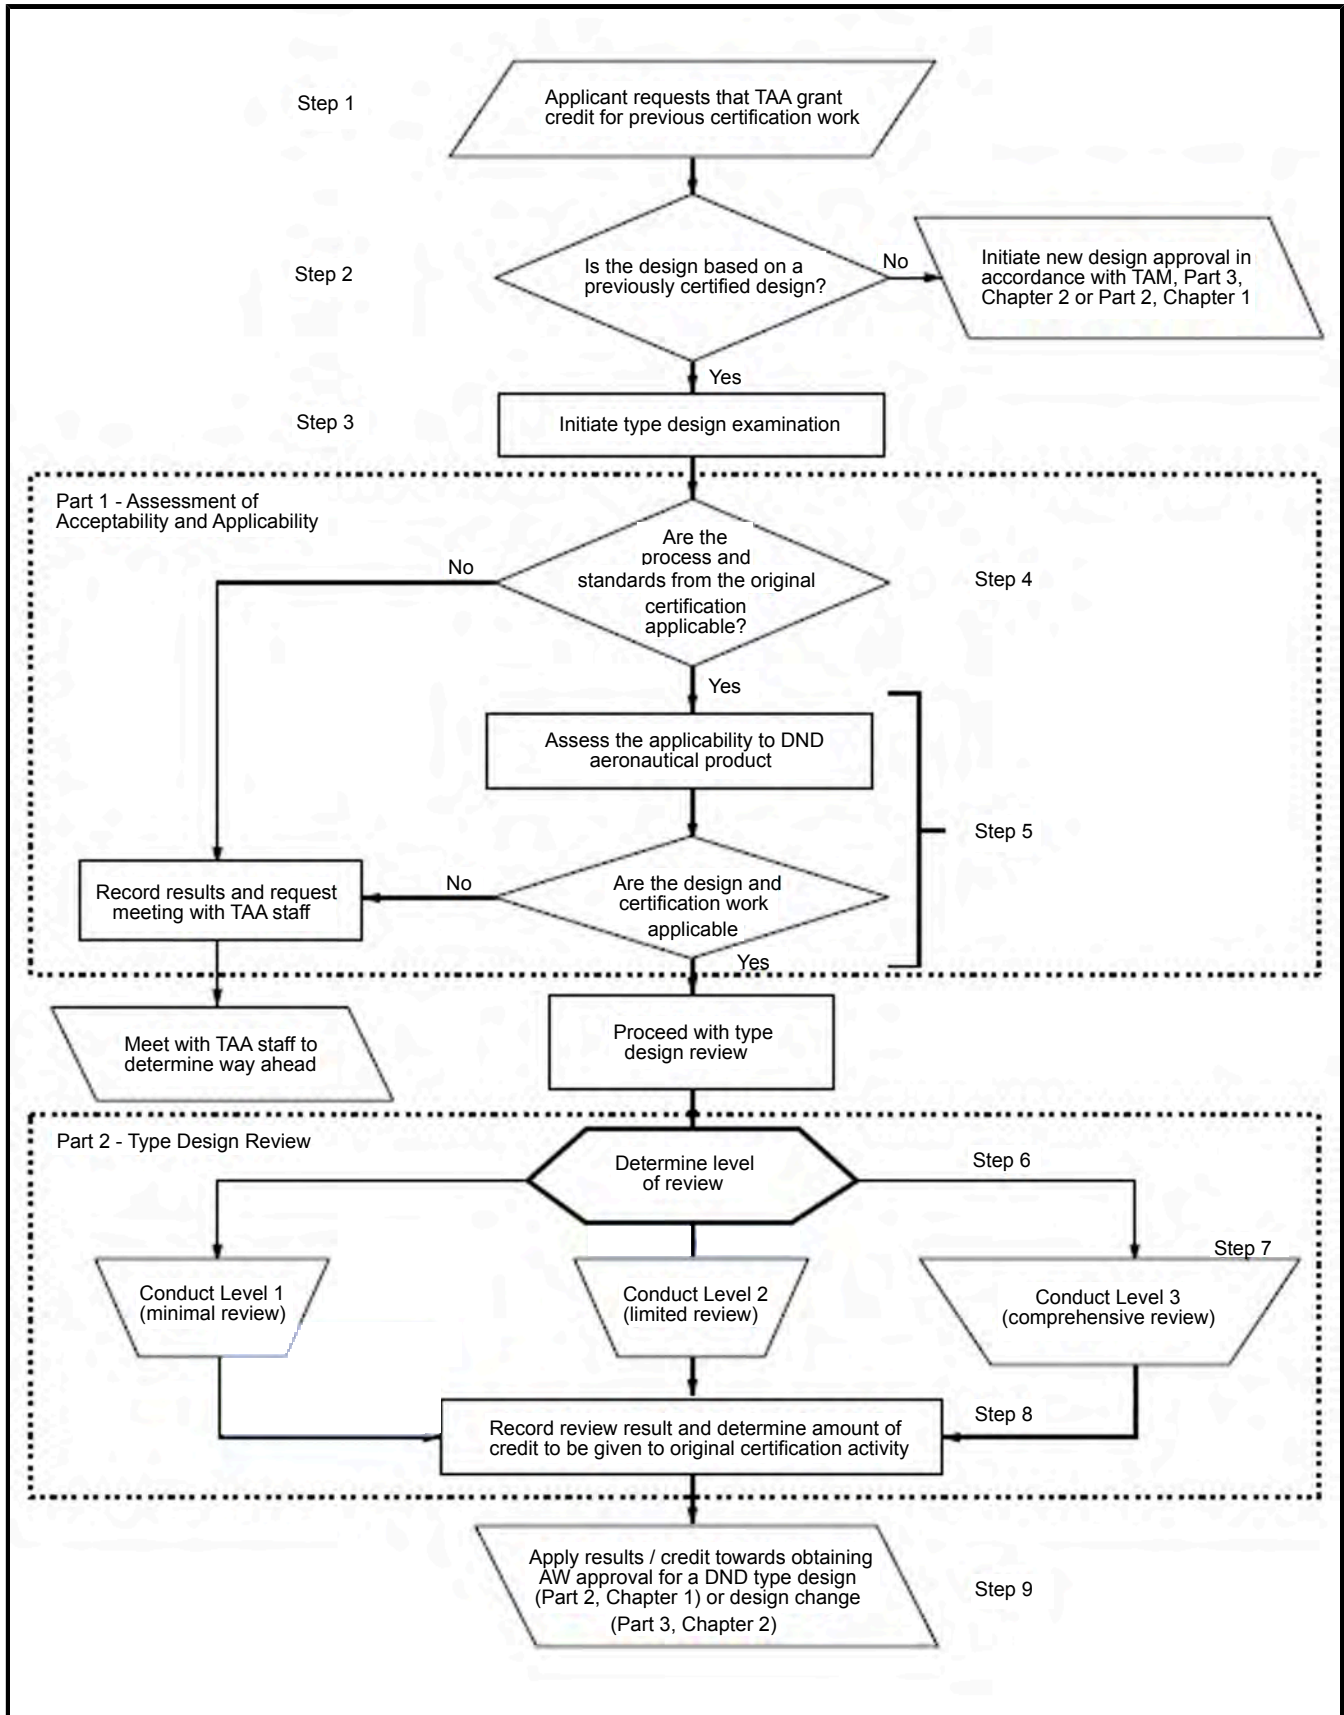 Step 1
Applicant requests that TAA grant
credit for previous certification work
Step 2
Is the design based on a
previously certified design?
No
Initiate new design approval in
accordance with TAM, Part 3,
Chapter 2 or Part 2, Chapter 1
Yes
Step 3
Initiate type design examination
Part 1 - Assessment of
Acceptability and Applicability
Are the
process and
standards from the original
certification
applicable?
No
Step 4
Yes
Assess the applicability to DND
aeronautical product
Step 5
Record results and request
meeting with TAA staff
No
Are the design and
certification work
applicable
Yes
Meet with TAA staff to
determine way ahead
Proceed with type
design review
Part 2 - Type Design Review
Determine level
of review
Step 6
Step 7
Conduct Level 1
(minimal review)
Conduct Level 2
(limited review)
Conduct Level 3
(comprehensive review)
Record review result and determine amount of
credit to be given to original certification activity
Step 8
Apply results / credit towards obtaining
AW approval for a DND type design
(Part 2, Chapter 1) or design change
(Part 3, Chapter 2)
Step 9